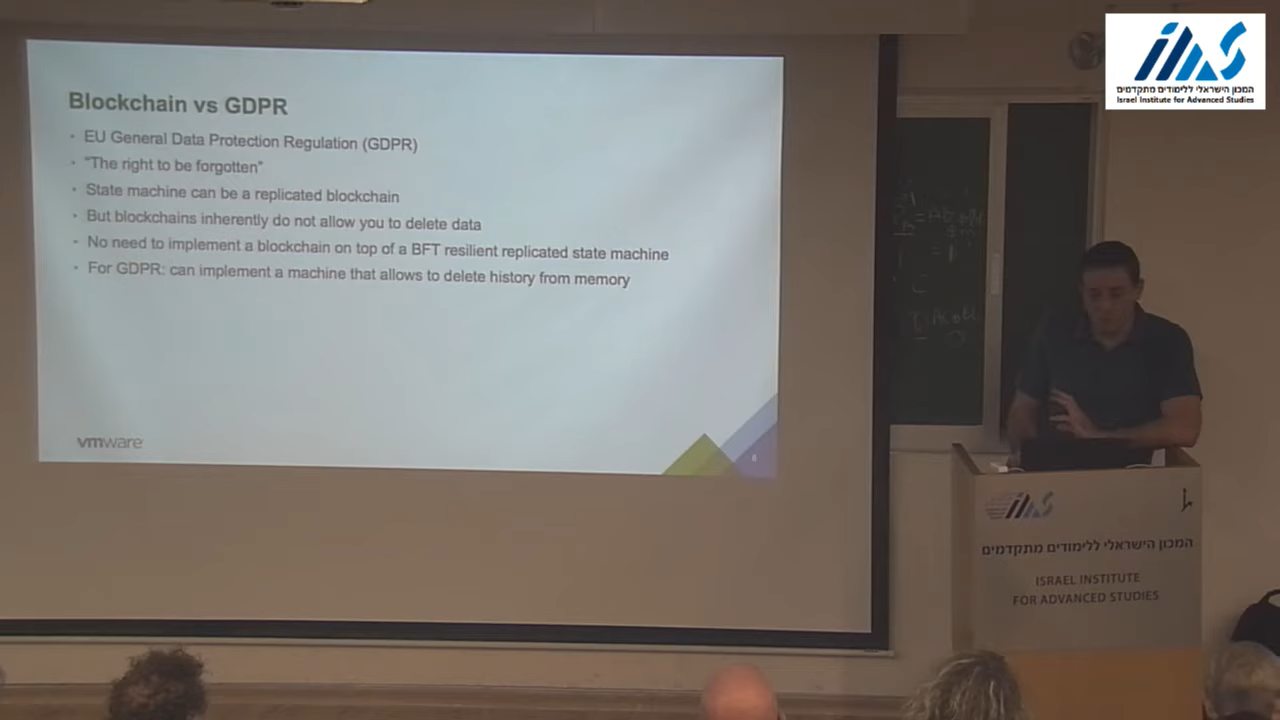 Blockchain vs GDPR
• EU General Data Protection Regulation (GDPR)
• "The right to be forgotten"
• State machine can be a replicated blockchain
• But blockchains inherently do not allow you to delete data
• No need to implement a blockchain on top of a BFT resilient replicated state machine
• For GDPR: can implement a machine that allows to delete history from memory
vmware
המכון הישראלי ללימודים מתקדמים
Israel Institute for Advanced Studies
המכון הישראלי ללימודים מתקדמים
ISRAEL INSTITUTE
FOR ADVANCED STUDIES